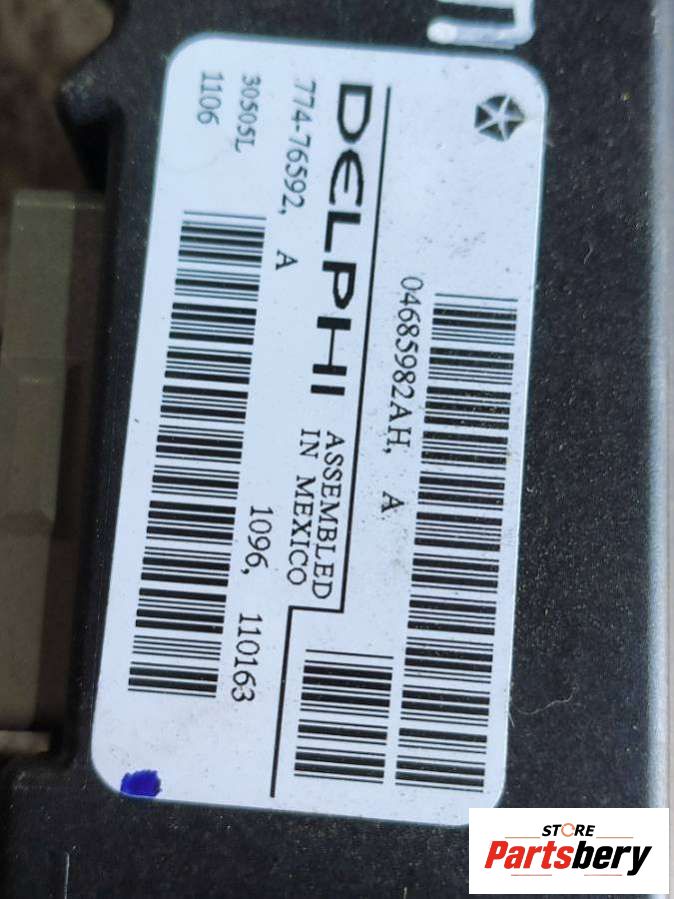 04685982AH, A
DELPHI
ASSEMBLED
IN MEXICO
774-76592, A
1096, 110163
30505L
1106
STORE
Partsbery